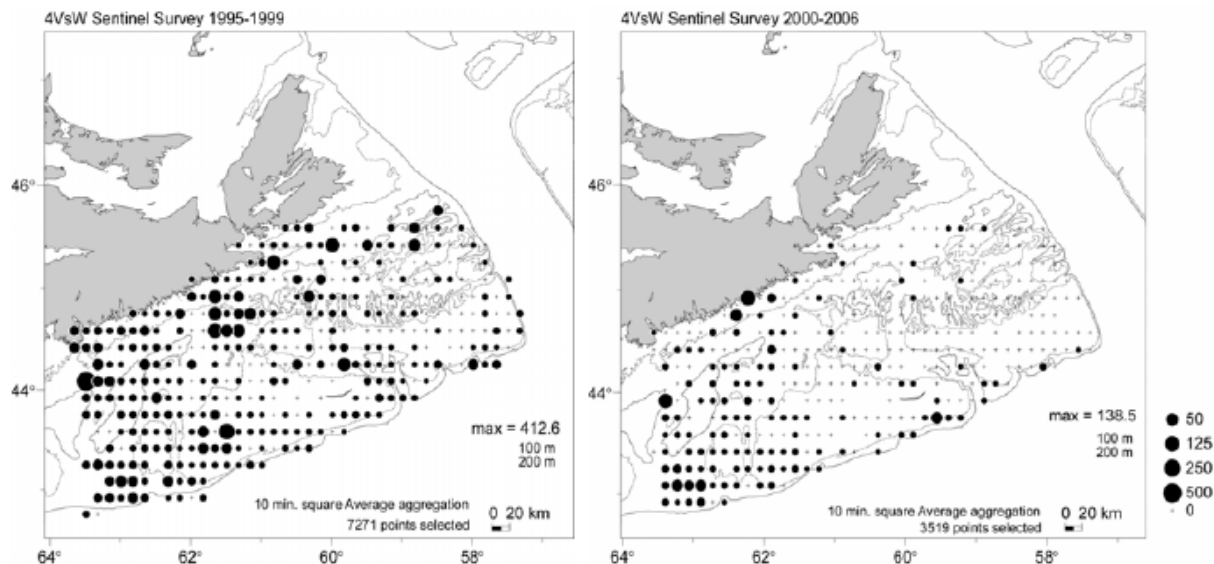 4VsW Sentinel Survey 1995-1999
46°
44°
max = 412.6
100 m
200 m
10 min. square Average aggregation
7271 points selected
0 20 km
64°
62°
60°
58°
4VsW Sentinel Survey 2000-2006
46°
44°
max = 138.5
100 m
200 m
10 min. square Average aggregation
3519 points selected
0 20 km
64°
62°
60°
58°
50
125
250
500
0